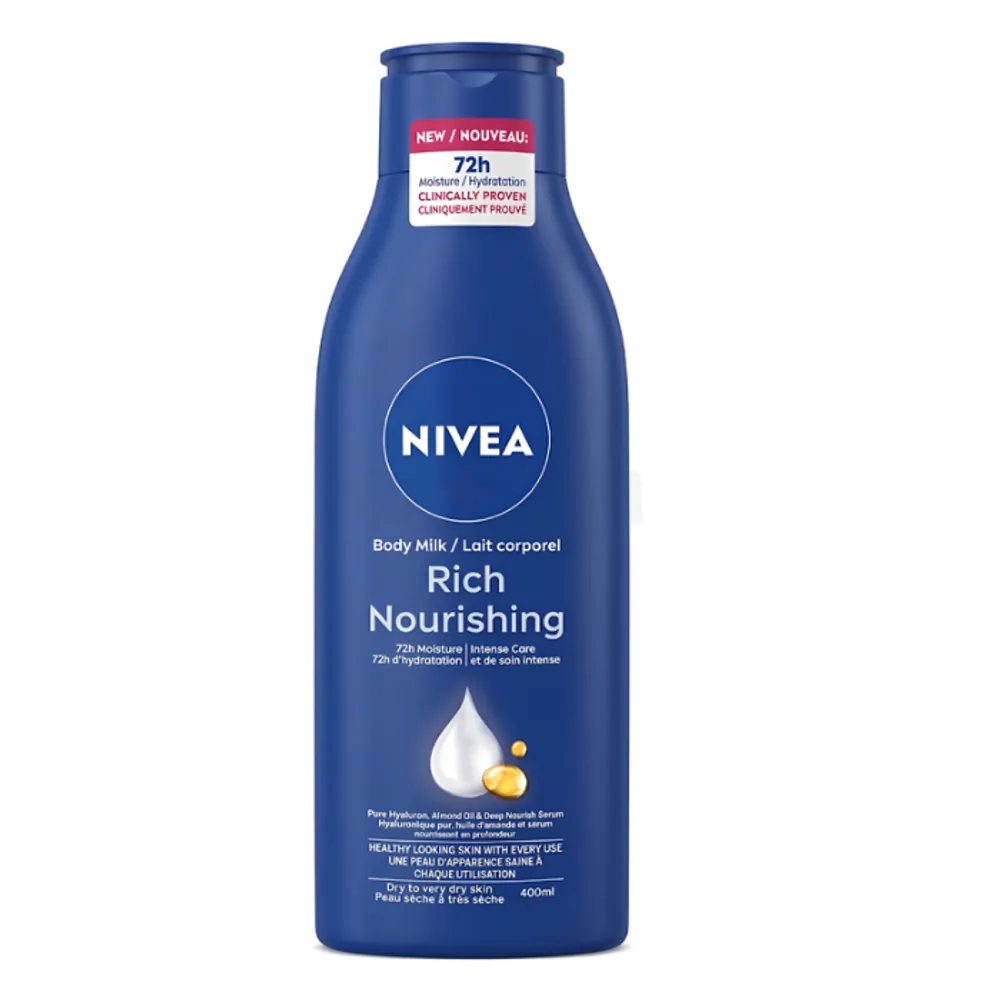 NEW / NOUVEAU:
72h
Moisture / Hydratation
CLINICALLY PROVEN
CLINIQUEMENT PROUVÉ
NIVEA
Body Milk / Lait corporel
Rich
Nourishing
72h Moisture | Intense Care
72h d'hydratation | et de soin intense
Pure Hyaluron, Almond Oil & Deep Nourish Serum
Hyaluronique pur, huile d'amande et serum
nourrissant en profondeur
HEALTHY LOOKING SKIN WITH EVERY USE
UNE PEAU D'APPARENCE SAINE À
CHAQUE UTILISATION
Dry to very dry skin
Peau sèche à très sèche
400ml